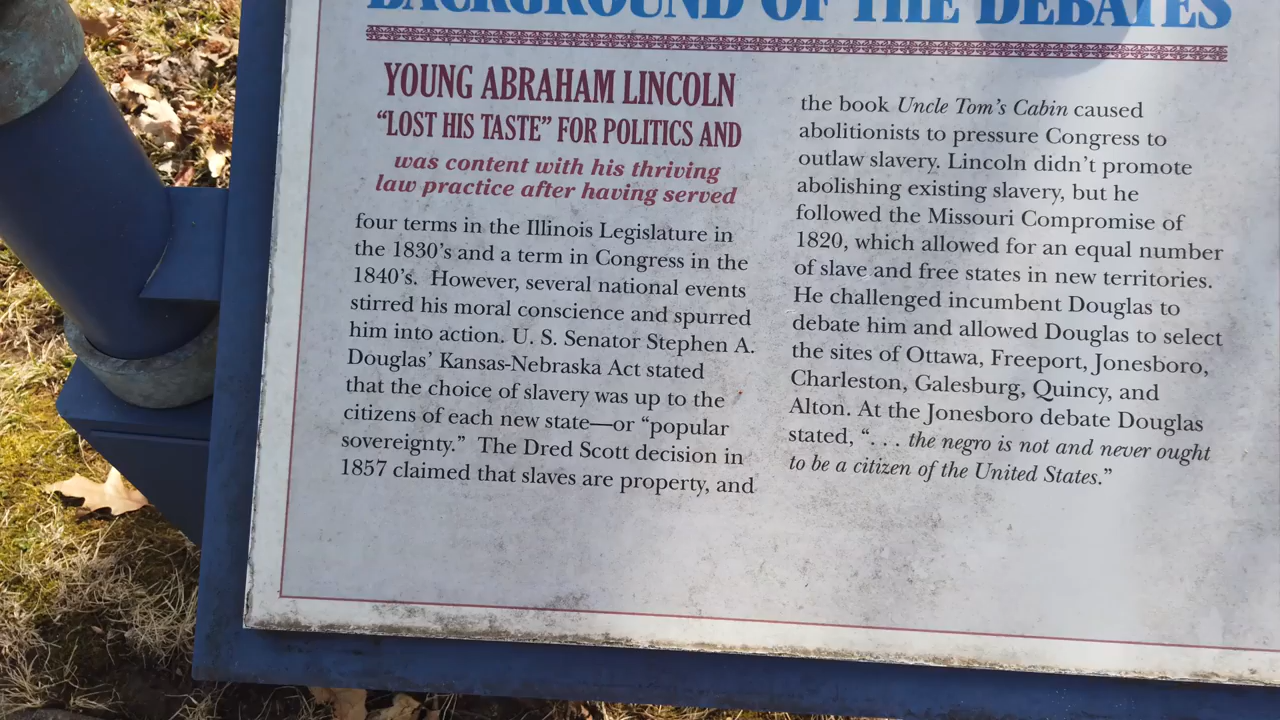 BACKGROUND OF THE DEBATES
YOUNG ABRAHAM LINCOLN
“LOST HIS TASTE” FOR POLITICS AND
was content with his thriving
law practice after having served
four terms in the Illinois Legislature in
the 1830’s and a term in Congress in the
1840’s. However, several national events
stirred his moral conscience and spurred
him into action. U. S. Senator Stephen A.
Douglas’ Kansas-Nebraska Act stated
that the choice of slavery was up to the
citizens of each new state—or “popular
sovereignty.” The Dred Scott decision in
1857 claimed that slaves are property, and
the book Uncle Tom’s Cabin caused
abolitionists to pressure Congress to
outlaw slavery. Lincoln didn’t promote
abolishing existing slavery, but he
followed the Missouri Compromise of
1820, which allowed for an equal number
of slave and free states in new territories.
He challenged incumbent Douglas to
debate him and allowed Douglas to select
the sites of Ottawa, Freeport, Jonesboro,
Charleston, Galesburg, Quincy, and
Alton. At the Jonesboro debate Douglas
stated, “. . . the negro is not and never ought
to be a citizen of the United States.”